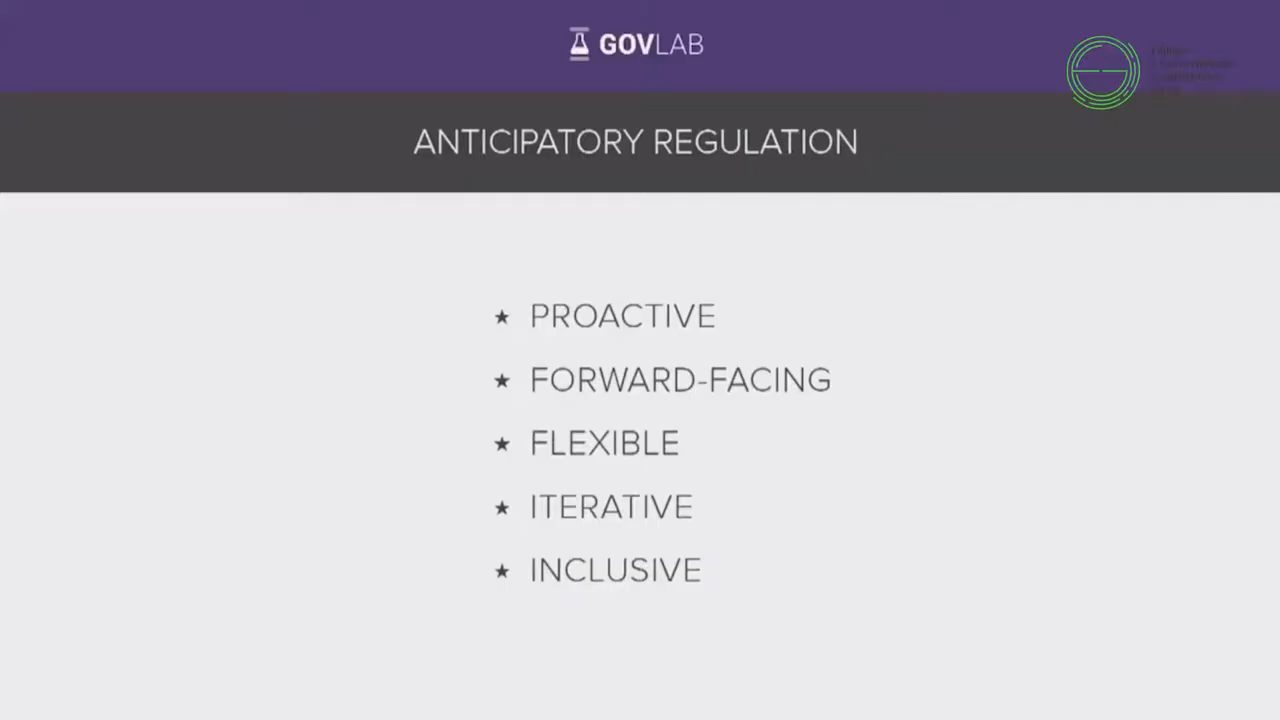 GOVLAB
ANTICIPATORY REGULATION
★ PROACTIVE
★ FORWARD-FACING
★ FLEXIBLE
★ ITERATIVE
★ INCLUSIVE